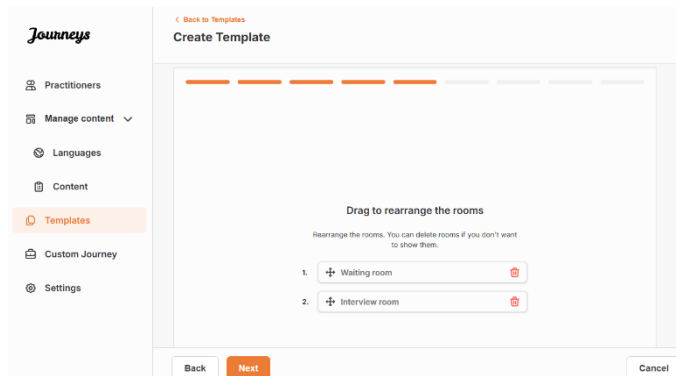 Journeys
Practitioners
Manage content
Languages
Content
Templates
Custom Journey
Settings
Back to Templates
Create Template
Drag to rearrange the rooms
Rearrange the rooms. You can delete rooms if you don't want
to show them.
1. Waiting room
2. Interview room
Back Next Cancel